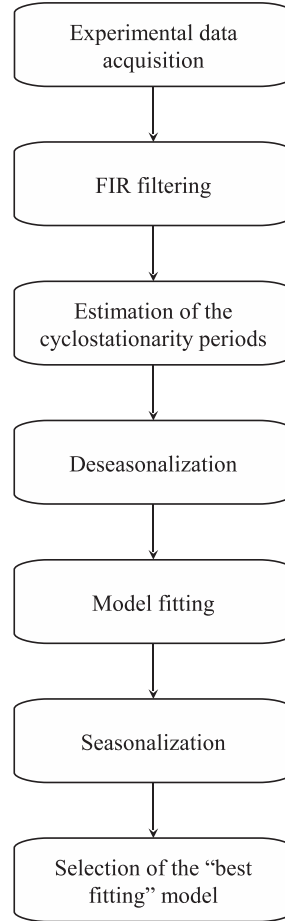 Experimental data
acquisition
FIR filtering
Estimation of the
cyclostationarity periods
Deseasonalization
Model fitting
Seasonalization
Selection of the “best
fitting” model